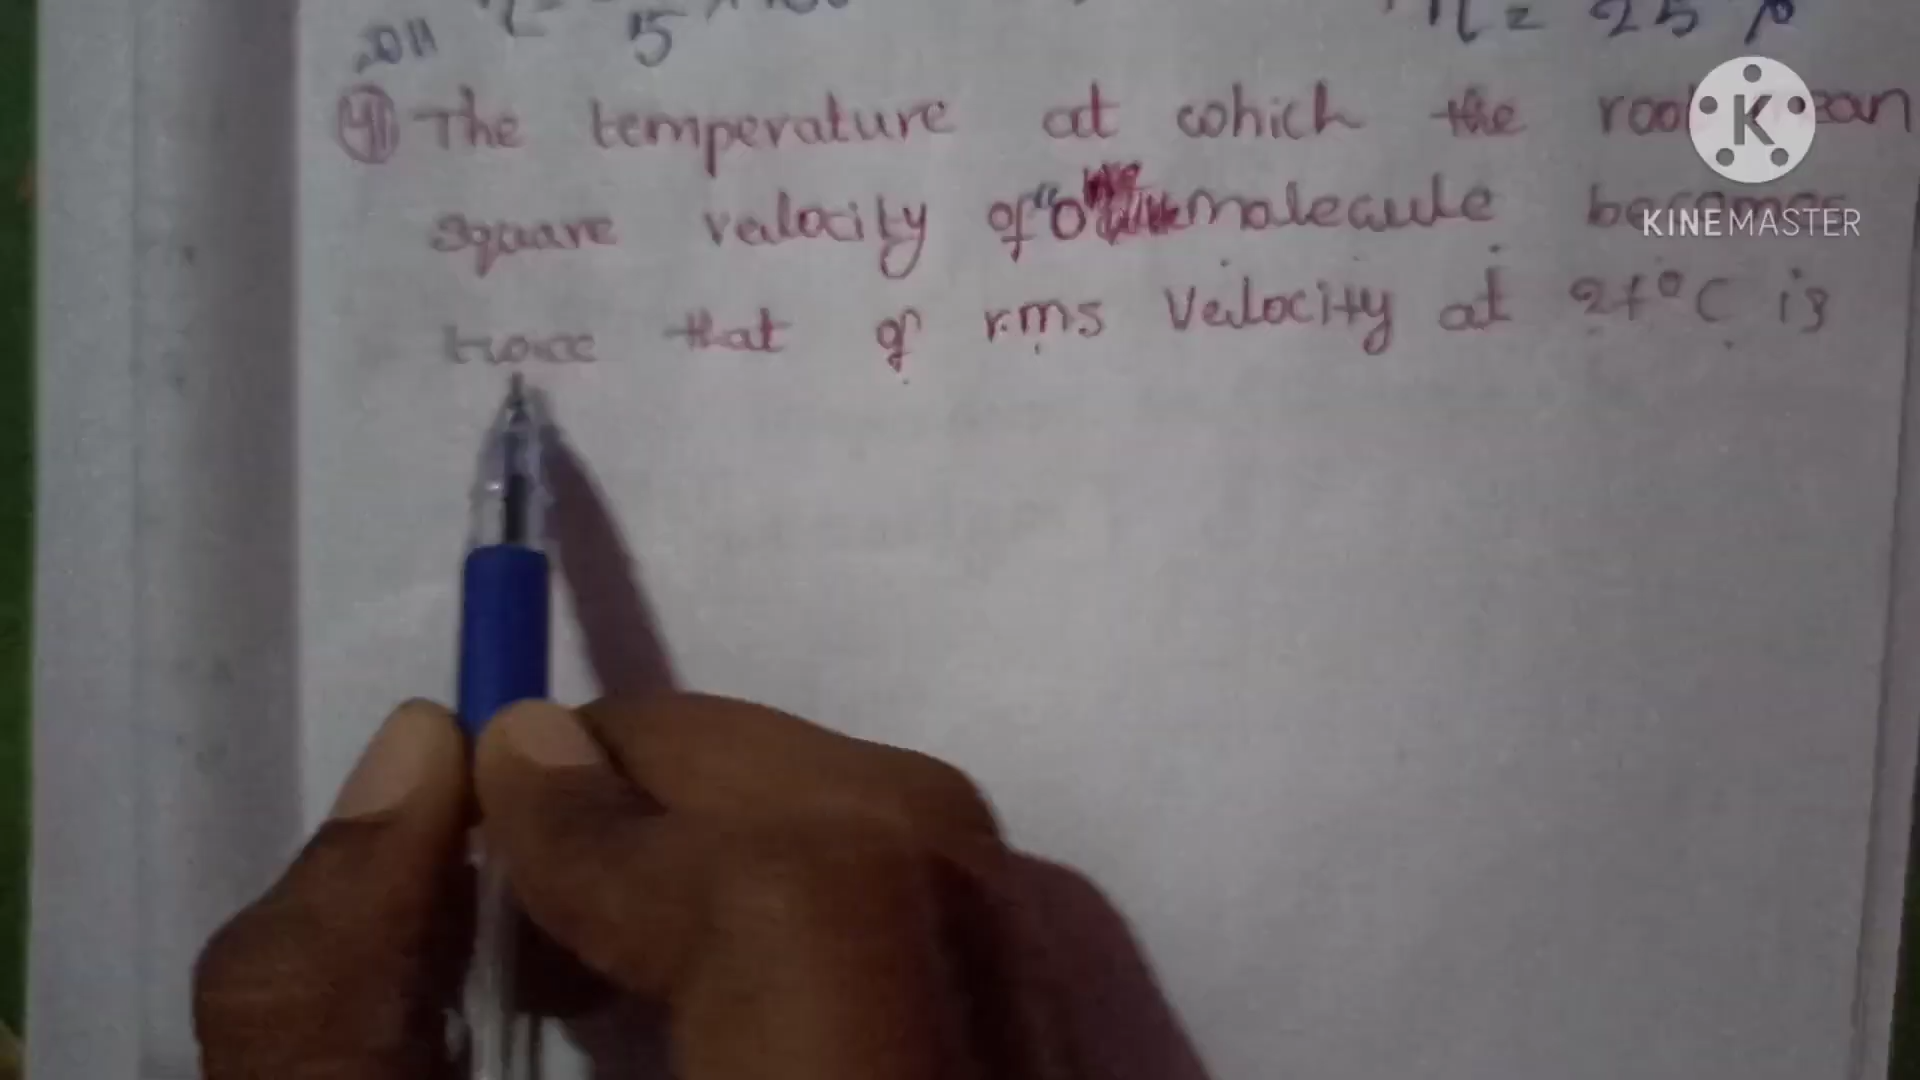 2011 5 η = 25 %
41 The temperature at which the root mean
square velocity of "O molecule becomes
twice that of rms velocity at 27°C is
K
KINEMASTER